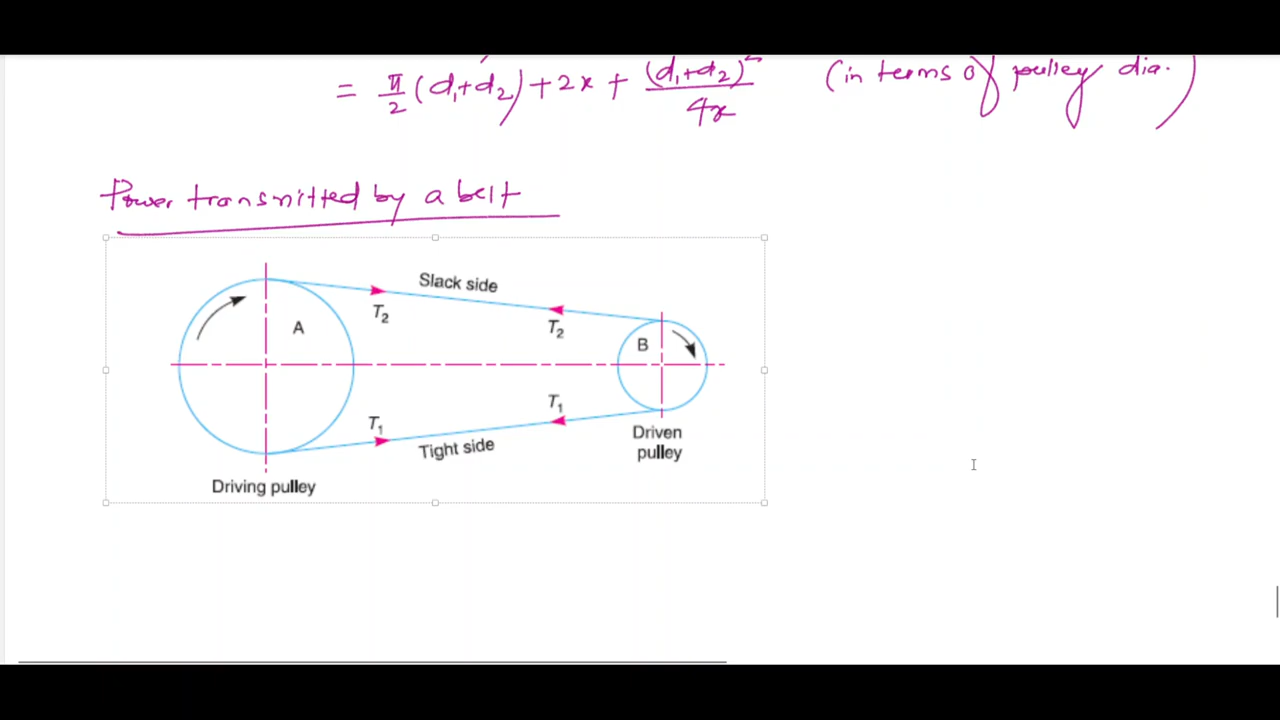 = π/2 (d₁+d₂) + 2x + (d₁+d₂)²/4x (in terms of pulley dia.)
Power transmitted by a belt
Slack side
T₂
T₂
A
B
T₁
T₁
Tight side
Driven
pulley
Driving pulley